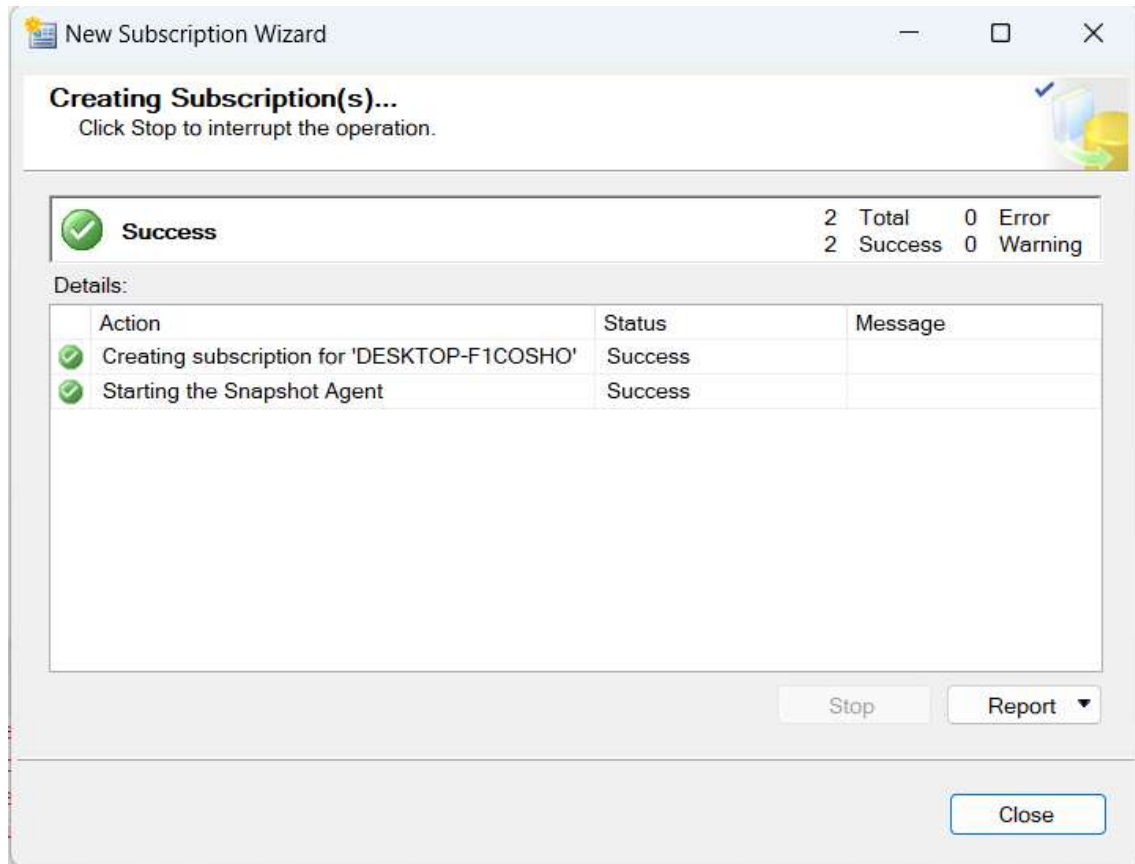 New Subscription Wizard
Creating Subscription(s)...
Click Stop to interrupt the operation.
Success 2 Total 0 Error
2 Success 0 Warning
Details:
Action Status Message
Creating subscription for 'DESKTOP-F1COSHO' Success
Starting the Snapshot Agent Success
Stop Report
Close